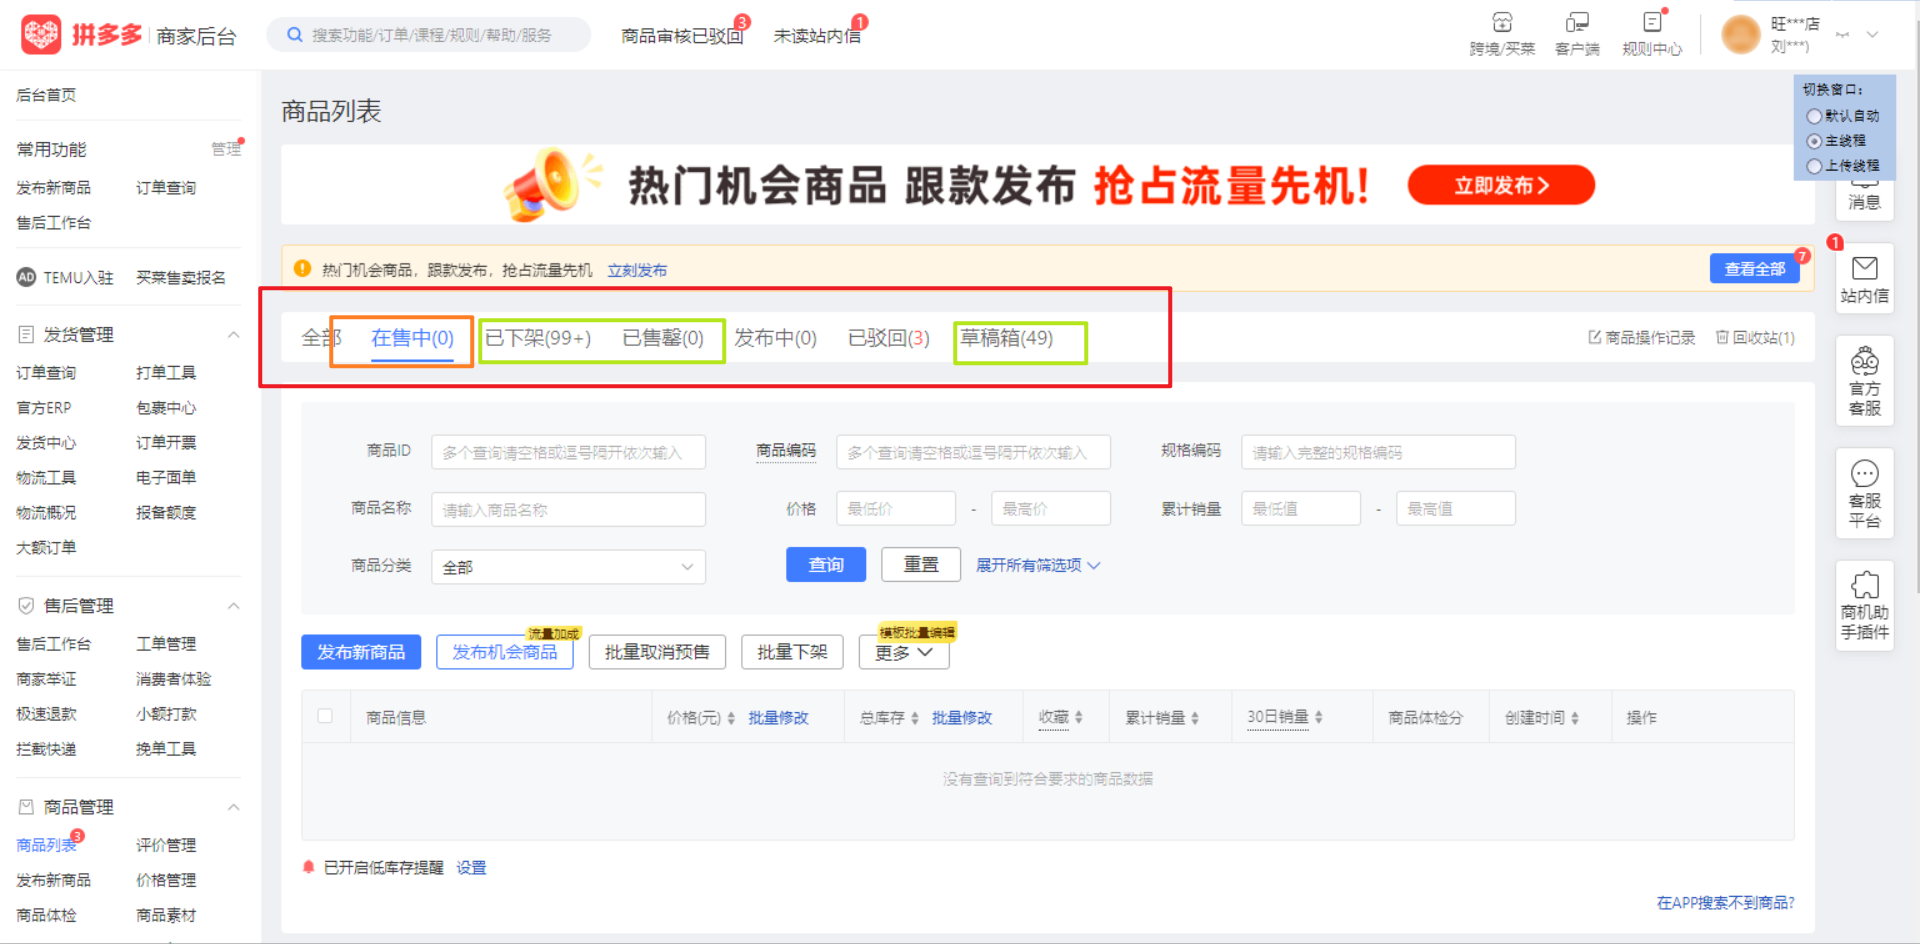 拼多多 商家后台
搜索功能/订单/课程/规则/帮助/服务
商品审核已驳回 3
未读站内信 1
跨境/买菜
客户端
规则中心
旺***店
刘***)
切换窗口:
默认自动
主线程
上传线程
后台首页
常用功能 管理
发布新商品 订单查询
售后工作台
AD TEMU入驻 买菜售卖报名
发货管理
订单查询 打单工具
官方ERP 包裹中心
发货中心 订单开票
物流工具 电子面单
物流概况 报备额度
大额订单
售后管理
售后工作台 工单管理
商家举证 消费者体验
极速退款 小额打款
拦截快递 挽单工具
商品管理
商品列表 3 评价管理
发布新商品 价格管理
商品体检 商品素材
商品列表
热门机会商品 跟款发布 抢占流量先机! 立即发布
热门机会商品，跟款发布，抢占流量先机 立刻发布 查看全部 7
全部 在售中(0) 已下架(99+) 已售罄(0) 发布中(0) 已驳回(3) 草稿箱(49) 商品操作记录 回收站(1)
商品ID 多个查询请空格或逗号隔开依次输入 商品编码 多个查询请空格或逗号隔开依次输入 规格编码 请输入完整的规格编码
商品名称 请输入商品名称 价格 最低价 - 最高价 累计销量 最低值 - 最高值
商品分类 全部 查询 重置 展开所有筛选项
流量加成 模板批量编辑
发布新商品 发布机会商品 批量取消预售 批量下架 更多
商品信息 价格(元) 批量修改 总库存 批量修改 收藏 累计销量 30日销量 商品体检分 创建时间 操作
没有查询到符合要求的商品数据
已开启低库存提醒 设置
在APP搜索不到商品?
消息
1
站内信
官方
客服
客服
平台
商机助
手插件